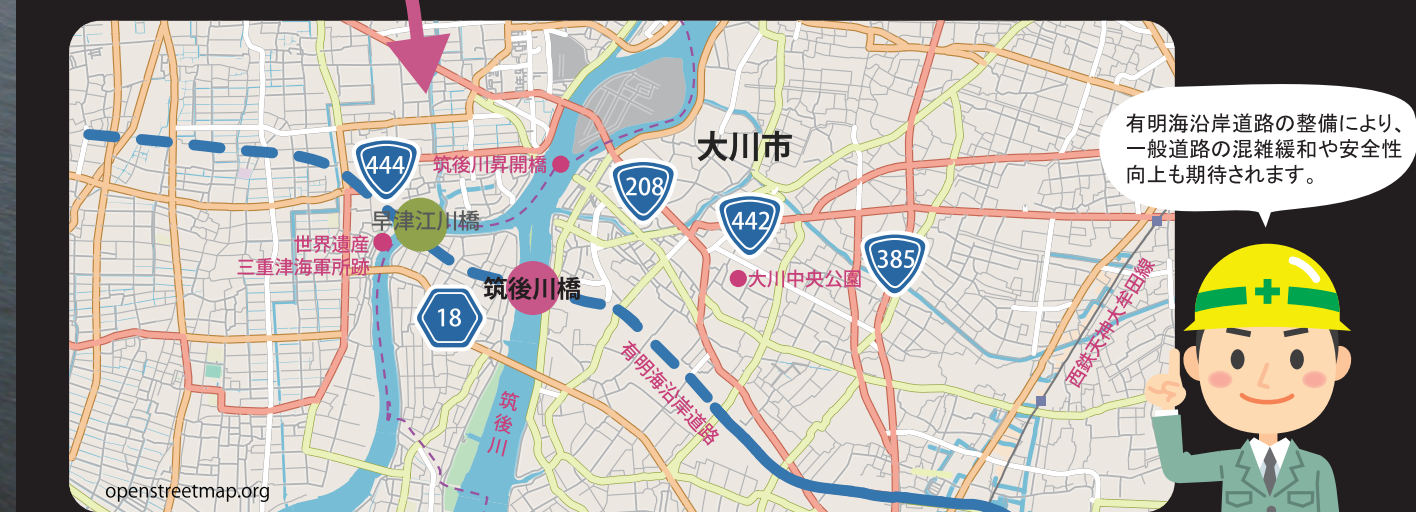 大川市
444
筑後川昇開橋
208
442
早津江川橋
世界遺産
三重津海軍所跡
385
大川中央公園
筑後川橋
18
有明海沿岸道路
筑後川
西鉄天神大牟田線
openstreetmap.org
有明海沿岸道路の整備により、
一般道路の混雑緩和や安全性
向上も期待されます。